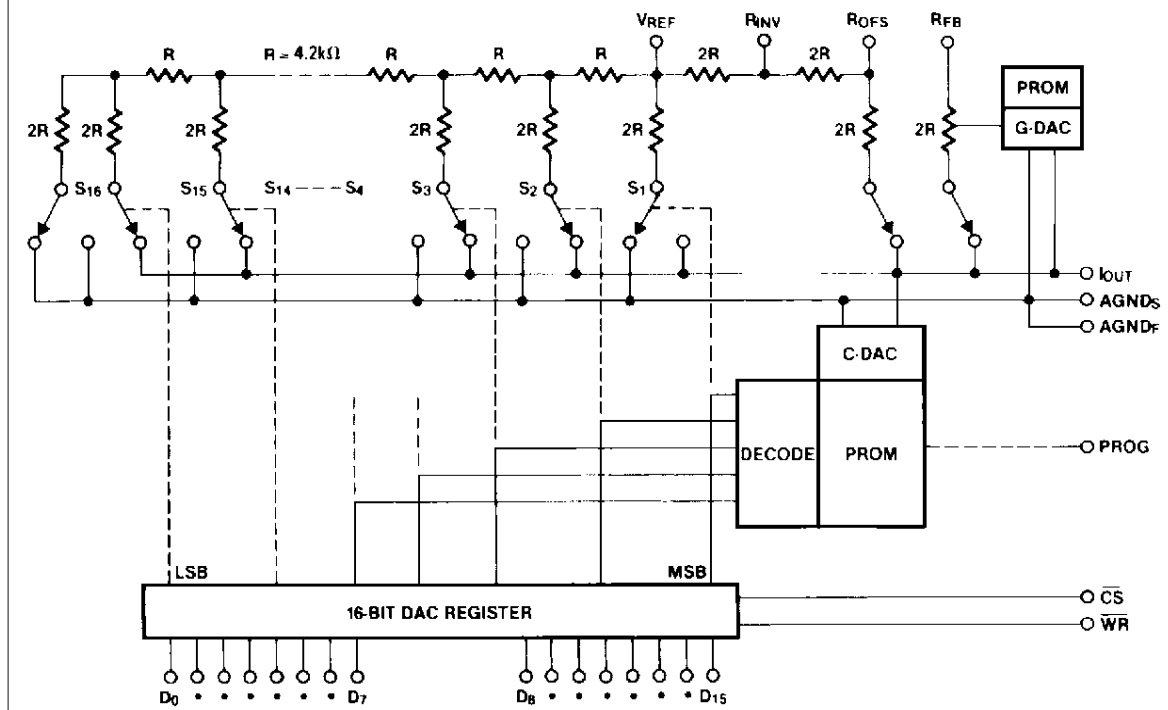 VREF RINV ROFS RFB
R R = 4.2kΩ R R R 2R 2R
PROM
G-DAC
2R 2R 2R 2R 2R 2R 2R 2R
S16 S15 S14 S4 S3 S2 S1
IOUT
AGNDS
AGNDF
C-DAC
DECODE PROM PROG
LSB MSB
16-BIT DAC REGISTER
CS
WR
D0 D7 D8 D15